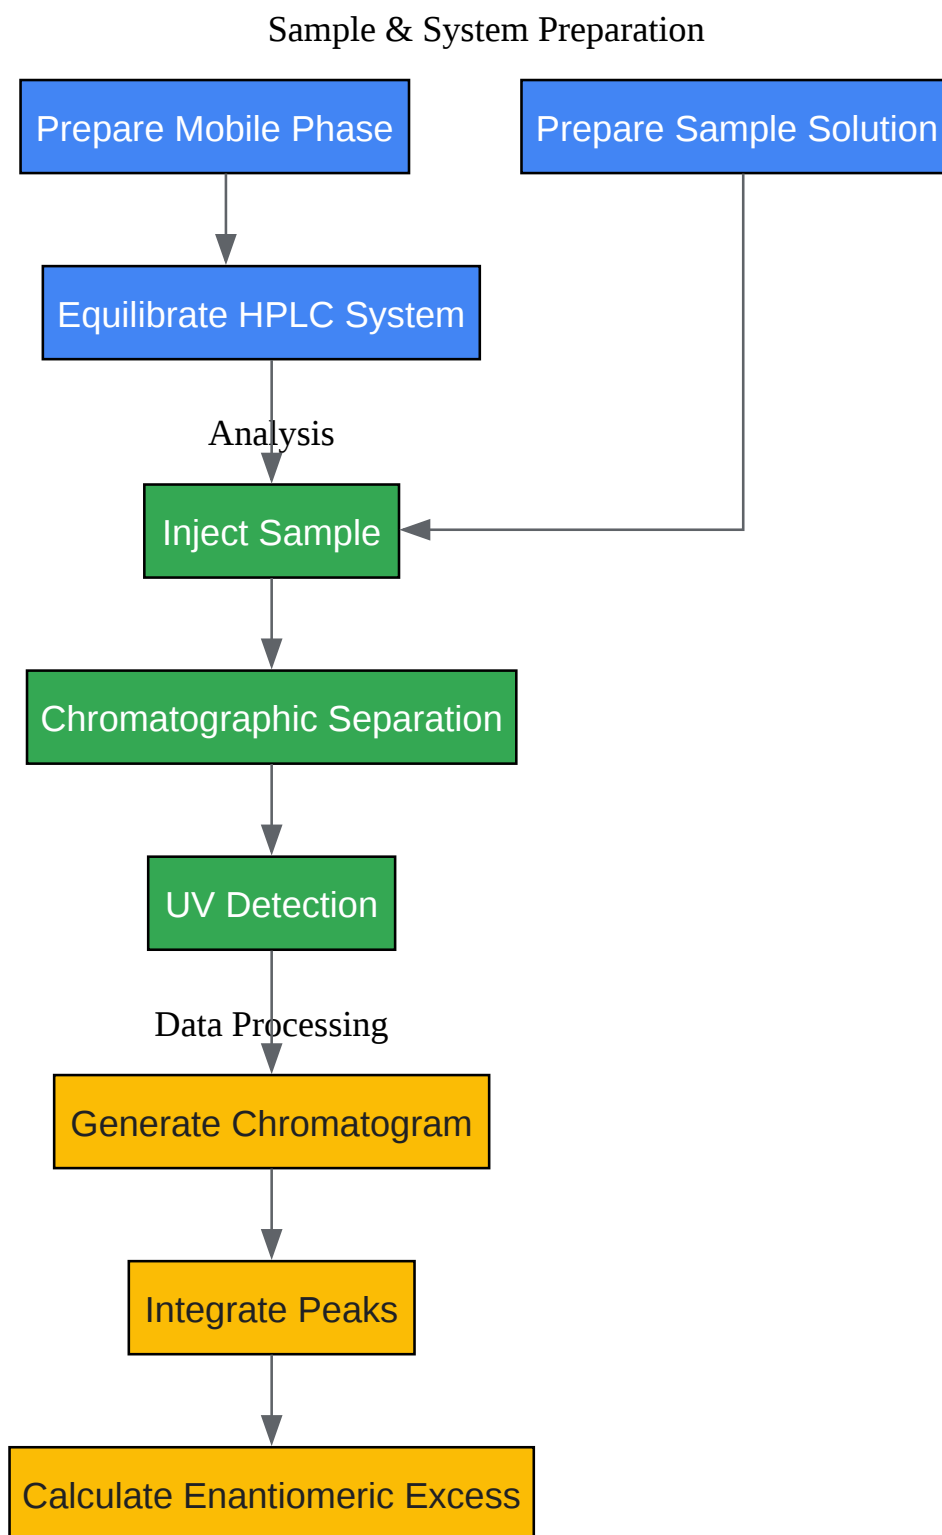 Sample & System Preparation
Prepare Mobile Phase
Prepare Sample Solution
Equilibrate HPLC System
Analysis
Inject Sample
Chromatographic Separation
UV Detection
Data Processing
Generate Chromatogram
Integrate Peaks
Calculate Enantiomeric Excess